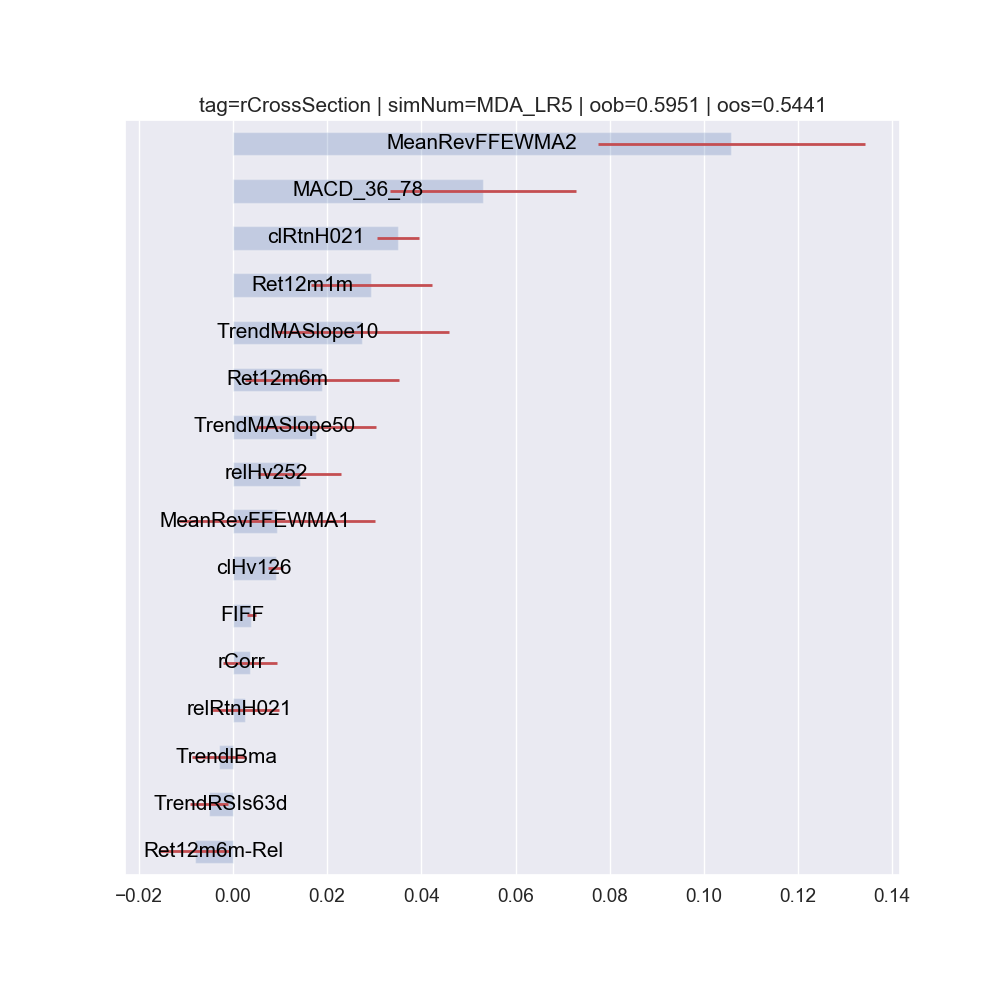 tag=rCrossSection | simNum=MDA_LR5 | oob=0.5951 | oos=0.5441
MeanRevFFEWMA2
MACD_36_78
clRtnH021
Ret12m1m
TrendMASlope10
Ret12m6m
TrendMASlope50
relHv252
MeanRevFFEWMA1
clHv126
FIFF
rCorr
relRtnH021
TrendIBma
TrendRSIs63d
Ret12m6m-Rel
−0.02 0.00 0.02 0.04 0.06 0.08 0.10 0.12 0.14